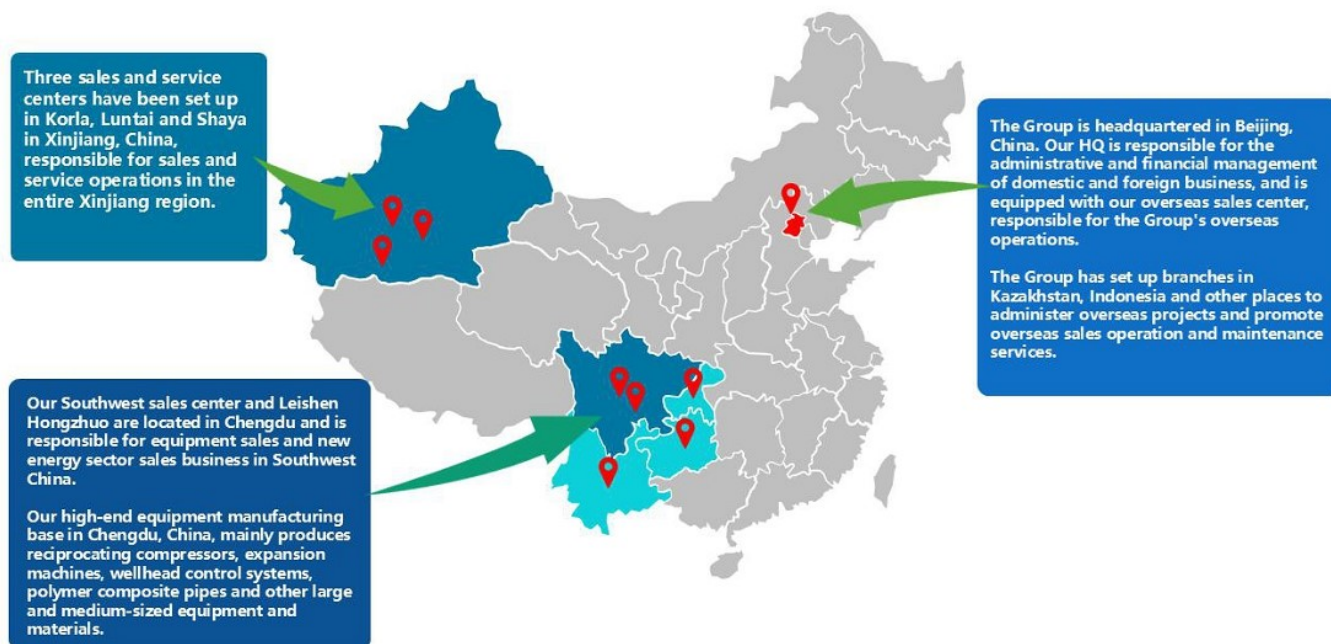 Three sales and service
centers have been set up
in Korla, Luntai and Shaya
in Xinjiang, China,
responsible for sales and
service operations in the
entire Xinjiang region.
The Group is headquartered in Beijing,
China. Our HQ is responsible for the
administrative and financial management
of domestic and foreign business, and is
equipped with our overseas sales center,
responsible for the Group's overseas
operations.
The Group has set up branches in
Kazakhstan, Indonesia and other places to
administer overseas projects and promote
overseas sales operation and maintenance
services.
Our Southwest sales center and Leishen
Hongzhuo are located in Chengdu and is
responsible for equipment sales and new
energy sector sales business in Southwest
China.
Our high-end equipment manufacturing
base in Chengdu, China, mainly produces
reciprocating compressors, expansion
machines, wellhead control systems,
polymer composite pipes and other large
and medium-sized equipment and
materials.